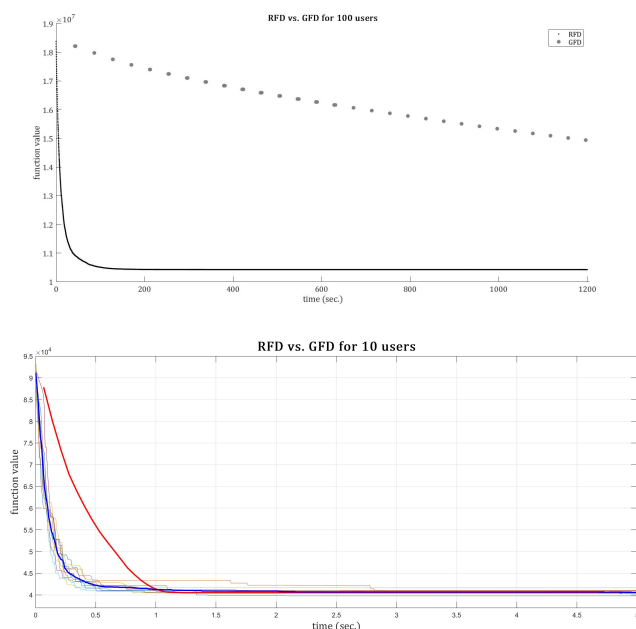 RFD vs. GFD for 100 users
×10⁷
1.9
1.8
1.7
1.6
1.5
1.4
1.3
1.2
1.1
1
function value
RFD
GFD
0 200 400 600 800 1000 1200
time (sec.)
RFD vs. GFD for 10 users
×10⁴
9.5
9
8.5
8
7.5
7
6.5
6
5.5
5
4.5
4
function value
0 0.5 1 1.5 2 2.5 3 3.5 4 4.5
time (sec.)